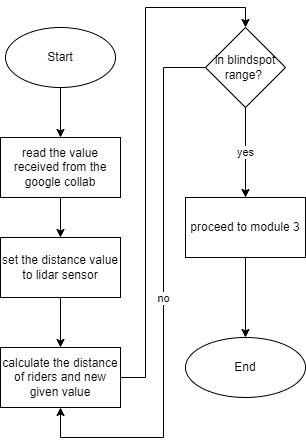 Start
read the value
received from the
google collab
set the distance value
to lidar sensor
calculate the distance
of riders and new
given value
In blindspot
range?
yes
no
proceed to module 3
End